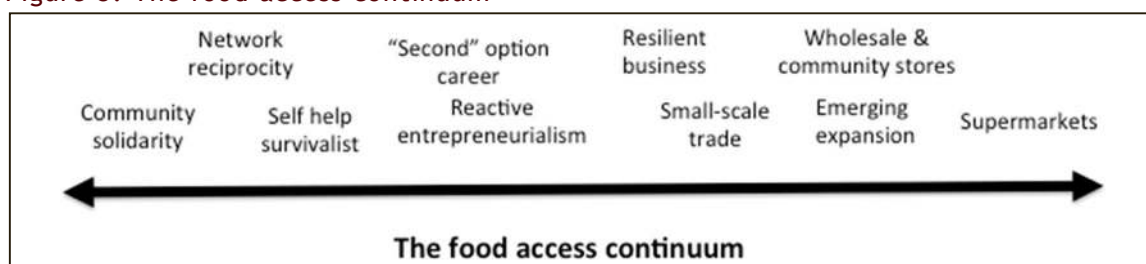 Figure The food access continuum
Network
reciprocity
"Second" option
career
Resilient
business
Wholesale &
community stores
Community
solidarity
Self help
survivalist
Reactive
entrepreneurialism
Small-scale
trade
Emerging
expansion
Supermarkets
The food access continuum